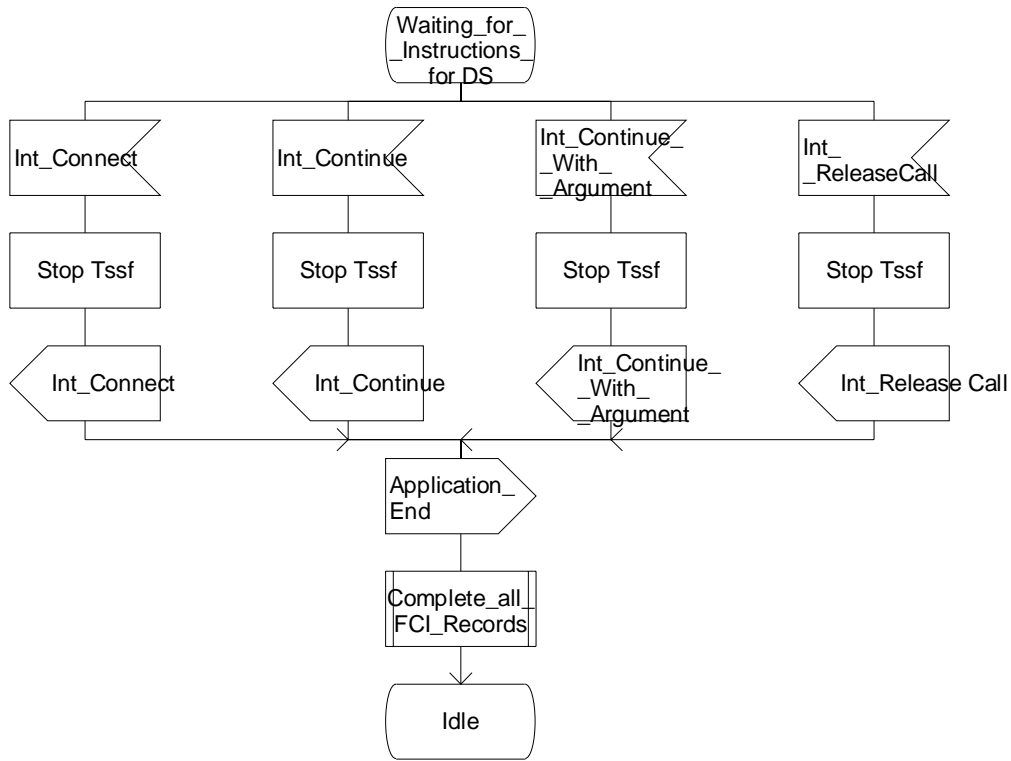 Waiting_for_
_Instructions_
for DS
Int_Connect
Int_Continue
Int_Continue_
_With_
_Argument
Int_
_ReleaseCall
Stop Tssf
Stop Tssf
Stop Tssf
Stop Tssf
Int_Connect
Int_Continue
Int_Continue_
_With_
_Argument
Int_Release Call
Application_
End
Complete_all_
FCI_Records
Idle